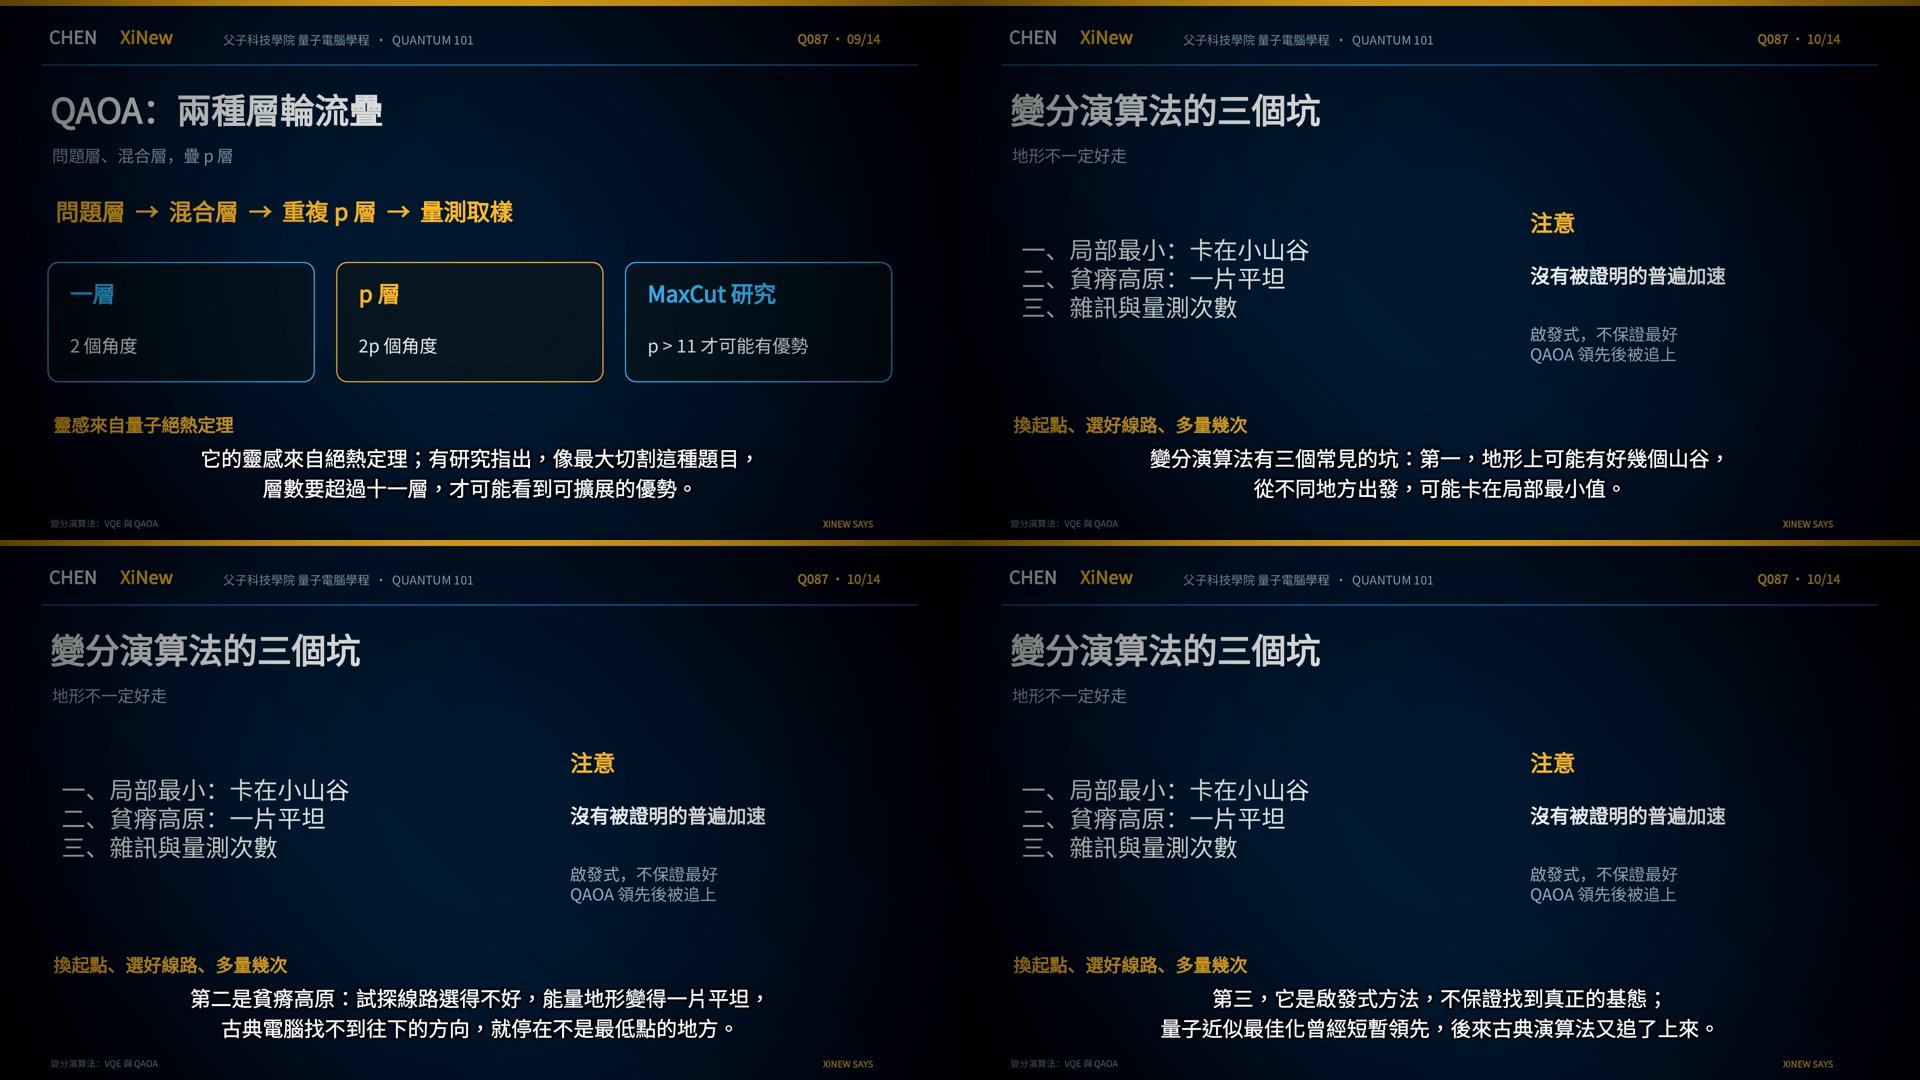 CHEN XiNew 父子科技學院 量子電腦學程 · QUANTUM 101 Q087 · 09/14
QAOA：兩種層輪流疊
問題層、混合層，疊 p 層
問題層 → 混合層 → 重複 p 層 → 量測取樣
一層
2 個角度
p 層
2p 個角度
MaxCut 研究
p > 11 才可能有優勢
靈感來自量子絕熱定理
它的靈感來自絕熱定理；有研究指出，像最大切割這種題目，
層數要超過十一層，才可能看到可擴展的優勢。
變分演算法：VQE 與 QAOA XINEW SAYS
CHEN XiNew 父子科技學院 量子電腦學程 · QUANTUM 101 Q087 · 10/14
變分演算法的三個坑
地形不一定好走
一、局部最小：卡在小山谷
二、貧瘠高原：一片平坦
三、雜訊與量測次數
注意
沒有被證明的普遍加速
啟發式，不保證最好
QAOA 領先後被追上
換起點、選好線路、多量幾次
變分演算法有三個常見的坑：第一，地形上可能有好幾個山谷，
從不同地方出發，可能卡在局部最小值。
變分演算法：VQE 與 QAOA XINEW SAYS
CHEN XiNew 父子科技學院 量子電腦學程 · QUANTUM 101 Q087 · 10/14
變分演算法的三個坑
地形不一定好走
一、局部最小：卡在小山谷
二、貧瘠高原：一片平坦
三、雜訊與量測次數
注意
沒有被證明的普遍加速
啟發式，不保證最好
QAOA 領先後被追上
換起點、選好線路、多量幾次
第二是貧瘠高原：試探線路選得不好，能量地形變得一片平坦，
古典電腦找不到往下的方向，就停在不是最低點的地方。
變分演算法：VQE 與 QAOA XINEW SAYS
CHEN XiNew 父子科技學院 量子電腦學程 · QUANTUM 101 Q087 · 10/14
變分演算法的三個坑
地形不一定好走
一、局部最小：卡在小山谷
二、貧瘠高原：一片平坦
三、雜訊與量測次數
注意
沒有被證明的普遍加速
啟發式，不保證最好
QAOA 領先後被追上
換起點、選好線路、多量幾次
第三，它是啟發式方法，不保證找到真正的基態；
量子近似最佳化曾經短暫領先，後來古典演算法又追了上來。
變分演算法：VQE 與 QAOA XINEW SAYS